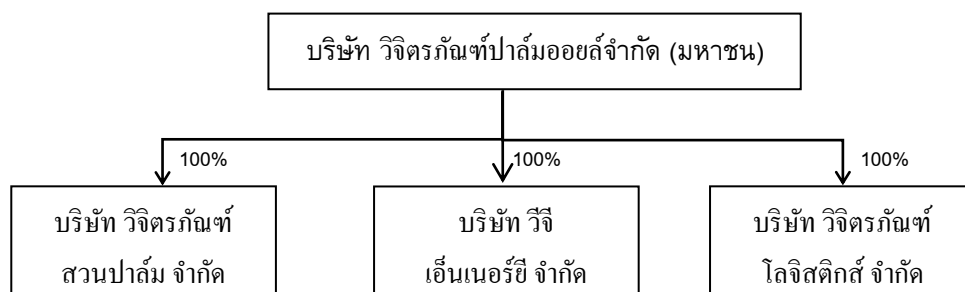 บริษัท วิจิตรภัณฑ์ปาล์มออยล์จำกัด (มหาชน)
100%
100%
100%
บริษัท วิจิตรภัณฑ์
สวนปาล์ม จำกัด
บริษัท วีจี
เอ็นเนอร์ยี จำกัด
บริษัท วิจิตรภัณฑ์
โลจิสติกส์ จำกัด